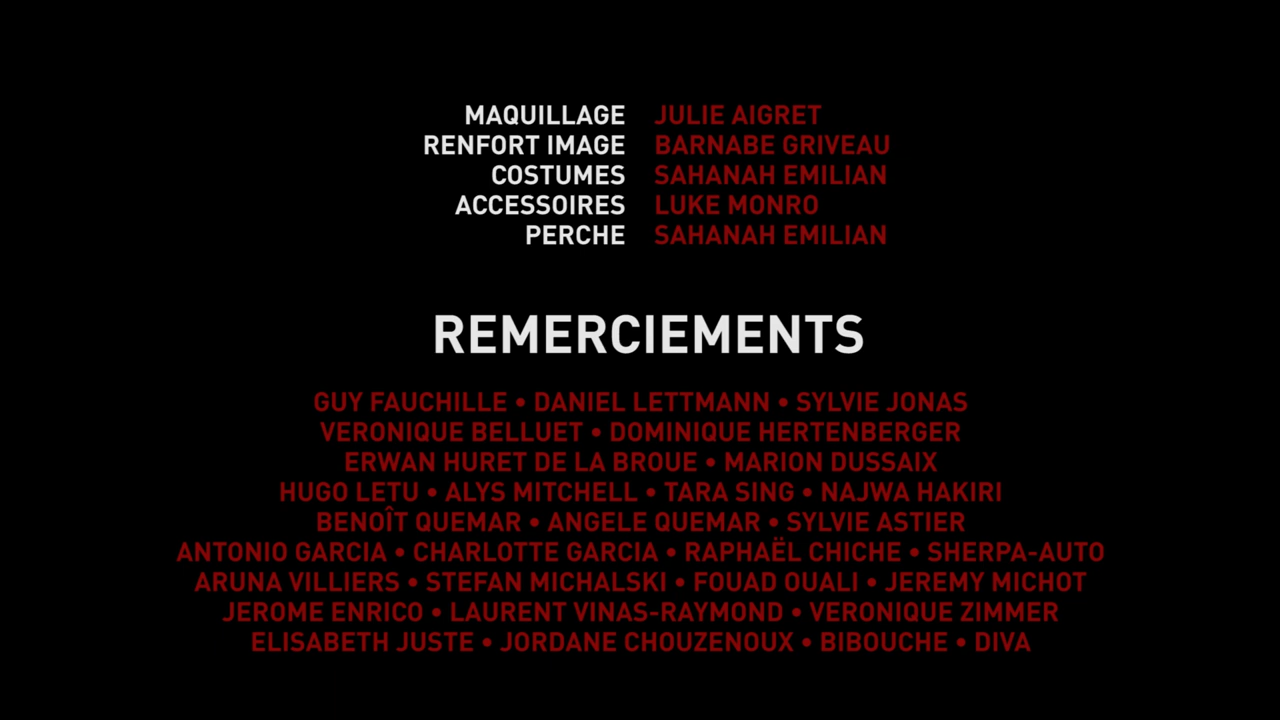 MAQUILLAGE JULIE AIGRET
RENFORT IMAGE BARNABE GRIVEAU
COSTUMES SAHANAH EMILIAN
ACCESSOIRES LUKE MONRO
PERCHE SAHANAH EMILIAN
REMERCIEMENTS
GUY FAUCHILLE • DANIEL LETTMANN • SYLVIE JONAS
VERONIQUE BELLUET • DOMINIQUE HERTENBERGER
ERWAN HURET DE LA BROUE • MARION DUSSAIX
HUGO LETU • ALYS MITCHELL • TARA SING • NAJWA HAKIRI
BENOÎT QUEMAR • ANGELE QUEMAR • SYLVIE ASTIER
ANTONIO GARCIA • CHARLOTTE GARCIA • RAPHAËL CHICHE • SHERPA-AUTO
ARUNA VILLIERS • STEFAN MICHALSKI • FOUAD OUALI • JEREMY MICHOT
JEROME ENRICO • LAURENT VINAS-RAYMOND • VERONIQUE ZIMMER
ELISABETH JUSTE • JORDANE CHOUZENOUX • BIBOUCHE • DIVA